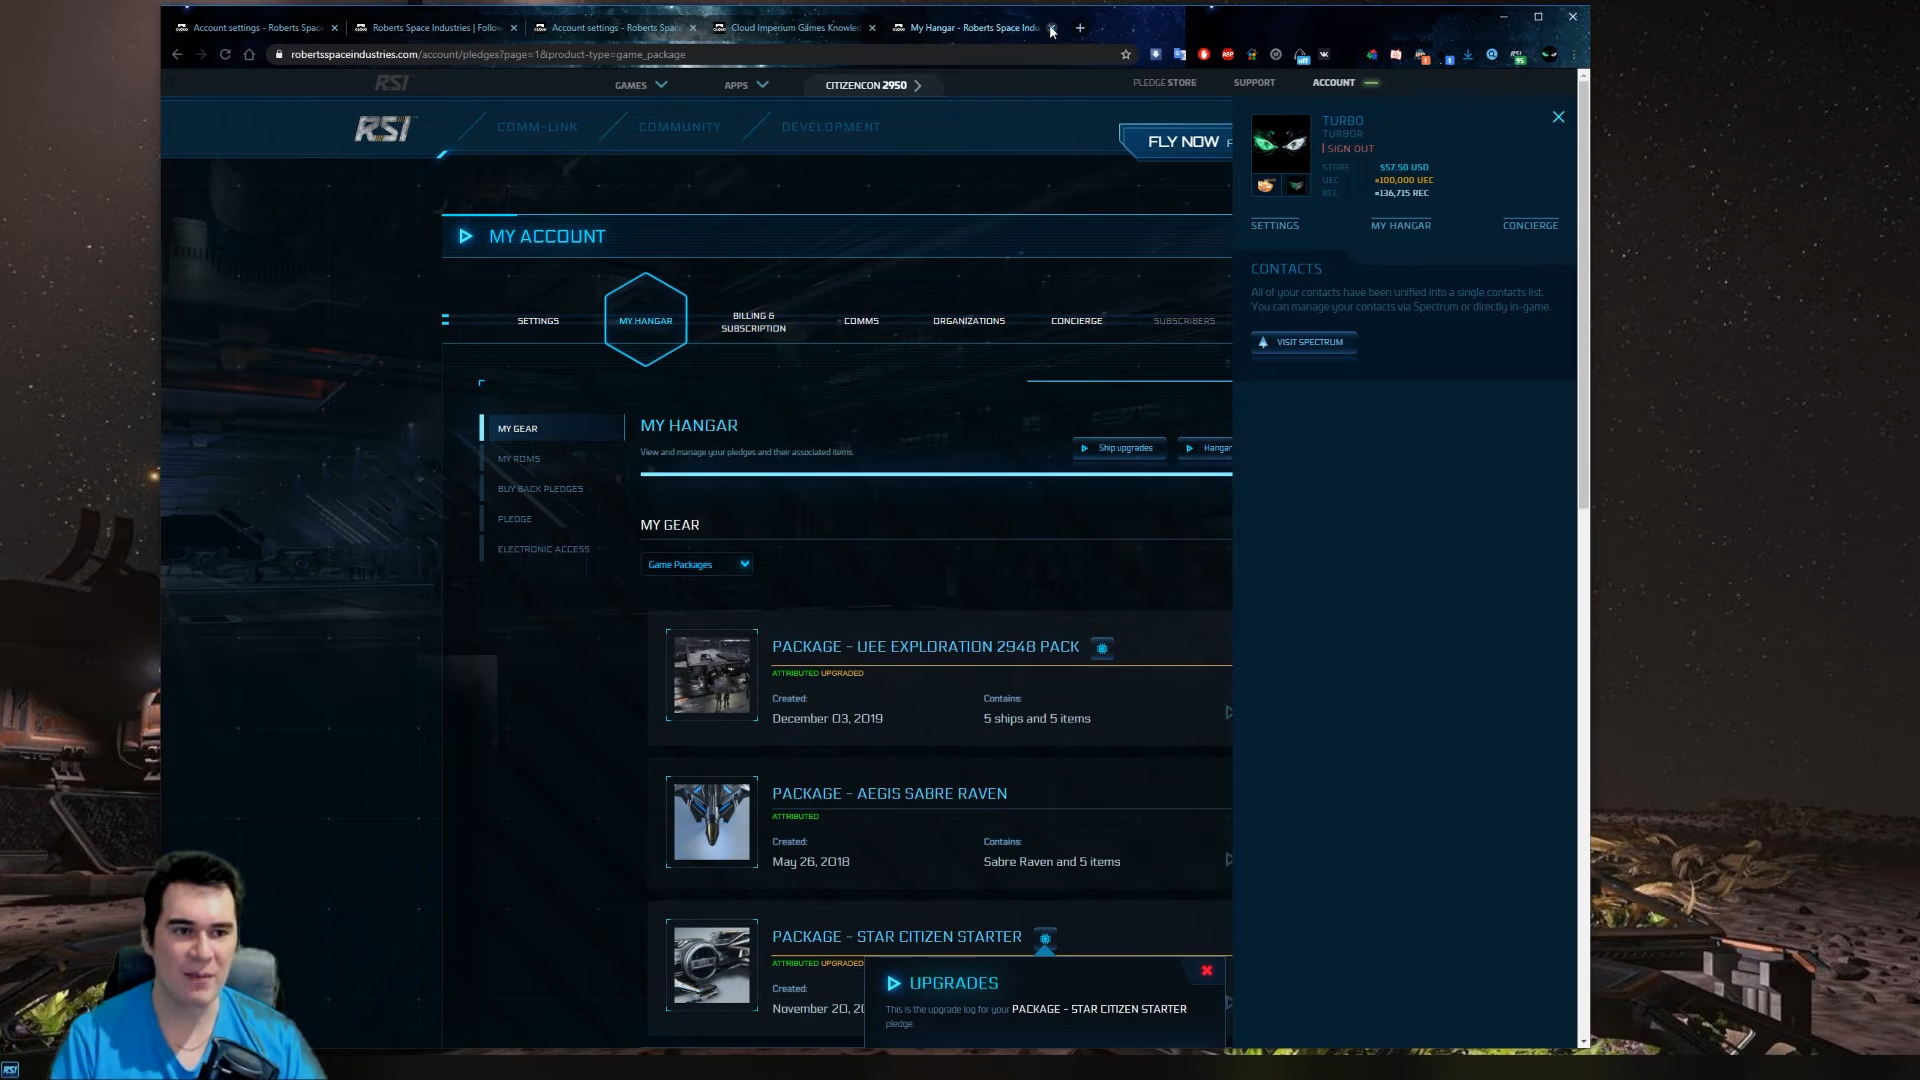 Account settings - Roberts Space
Roberts Space Industries | Follow
Account settings - Roberts Space
Cloud Imperium Games Knowled
My Hangar - Roberts Space Indu
robertsspaceindustries.com/account/pledges?page=1&product-type=game_package
RSI
GAMES
APPS
CITIZENCON 2950
PLEDGE STORE
SUPPORT
ACCOUNT
RSI
COMM-LINK
COMMUNITY
DEVELOPMENT
FLY NOW
TURBO
TURBOR
SIGN OUT
STORE $57.50 USD
UEC ¤100,000 UEC
REC ¤136,715 REC
SETTINGS
MY HANGAR
CONCIERGE
MY ACCOUNT
CONTACTS
All of your contacts have been unified into a single contacts list.
You can manage your contacts via Spectrum or directly in-game.
VISIT SPECTRUM
SETTINGS
MY HANGAR
BILLING &
SUBSCRIPTION
COMMS
ORGANIZATIONS
CONCIERGE
SUBSCRIBERS
MY GEAR
MY ROMS
BUY BACK PLEDGES
PLEDGE
ELECTRONIC ACCESS
MY HANGAR
View and manage your pledges and their associated items.
Ship upgrades
Hangar
MY GEAR
Game Packages
PACKAGE - UEE EXPLORATION 2948 PACK
ATTRIBUTED UPGRADED
Created:
Contains:
December 03, 2019
5 ships and 5 items
PACKAGE - AEGIS SABRE RAVEN
ATTRIBUTED
Created:
Contains:
May 26, 2018
Sabre Raven and 5 items
PACKAGE - STAR CITIZEN STARTER
ATTRIBUTED UPGRADED
Created:
November 20, 20
UPGRADES
This is the upgrade log for your PACKAGE - STAR CITIZEN STARTER
pledge.
RSI